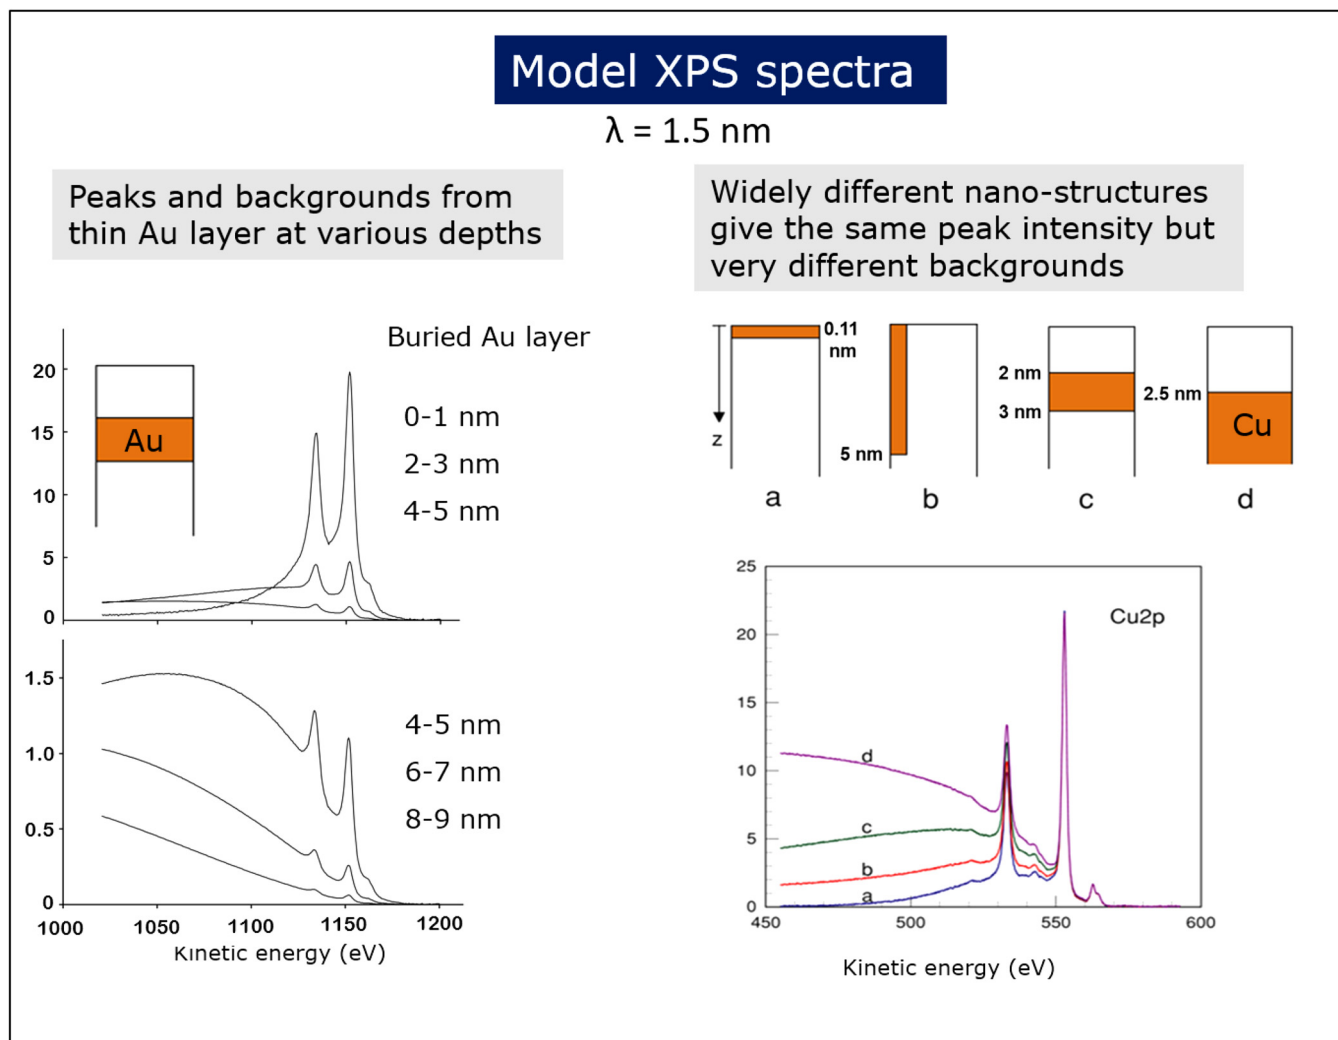 Model XPS spectra
λ = 1.5 nm
Peaks and backgrounds from
thin Au layer at various depths
Buried Au layer
0-1 nm
2-3 nm
4-5 nm
Au
20
15
10
5
0
4-5 nm
6-7 nm
8-9 nm
1.5
1.0
0.5
0
1000 1050 1100 1150 1200
Kinetic energy (eV)
Widely different nano-structures
give the same peak intensity but
very different backgrounds
z
0.11
nm
a
5 nm
b
2 nm
3 nm
c
2.5 nm
Cu
d
25
20
15
10
5
0
Cu2p
d
c
b
a
450 500 550 600
Kinetic energy (eV)